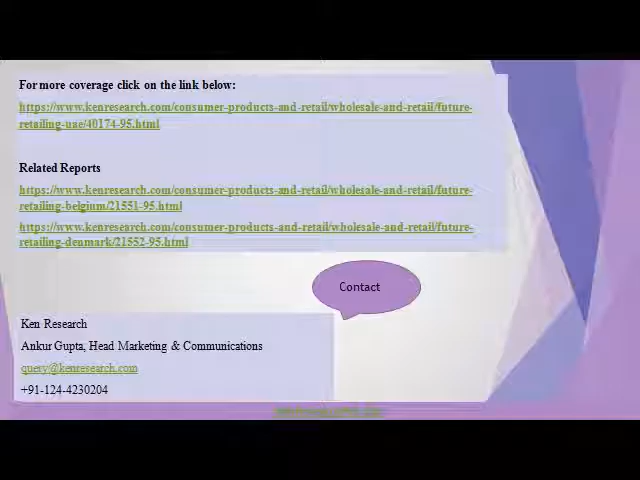 For more coverage click on the link below:
https://www.kenresearch.com/consumer-products-and-retail/wholesale-and-retail/future-
retailing-uae/40174-95.html
Related Reports
https://www.kenresearch.com/consumer-products-and-retail/wholesale-and-retail/future-
retailing-belgium/21551-95.html
https://www.kenresearch.com/consumer-products-and-retail/wholesale-and-retail/future-
retailing-denmark/21552-95.html
Contact
Ken Research
Ankur Gupta, Head Marketing & Communications
query@kenresearch.com
+91-124-4230204